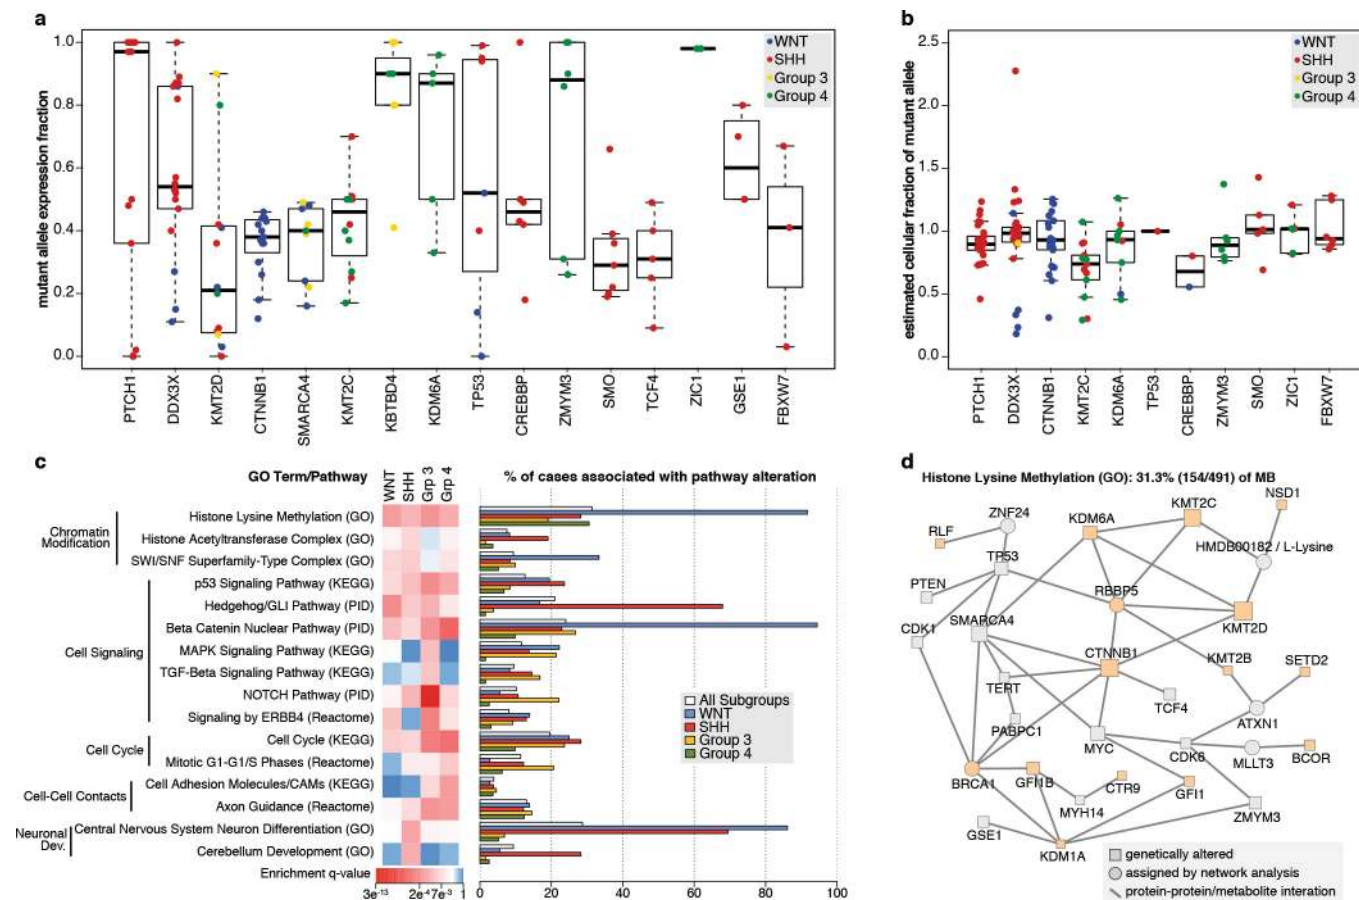 a
mutant allele expression fraction
1.0
0.8
0.6
0.4
0.2
0.0
WNT
SHH
Group 3
Group 4
PTCH1
DDX3X
KMT2D
CTNNB1
SMARCA4
KMT2C
KBTBD4
KDM6A
TP53
CREBBP
ZMYM3
SMO
TCF4
ZIC1
GSE1
FBXW7
b
estimated cellular fraction of mutant allele
2.5
2.0
1.5
1.0
0.5
0.0
WNT
SHH
Group 3
Group 4
PTCH1
DDX3X
CTNNB1
KMT2C
KDM6A
TP53
CREBBP
ZMYM3
SMO
ZIC1
FBXW7
c
GO Term/Pathway
WNT
SHH
Grp 3
Grp 4
% of cases associated with pathway alteration
Chromatin
Modification
Histone Lysine Methylation (GO)
Histone Acetyltransferase Complex (GO)
SWI/SNF Superfamily-Type Complex (GO)
Cell Signaling
p53 Signaling Pathway (KEGG)
Hedgehog/GLI Pathway (PID)
Beta Catenin Nuclear Pathway (PID)
MAPK Signaling Pathway (KEGG)
TGF-Beta Signaling Pathway (KEGG)
NOTCH Pathway (PID)
Signaling by ERBB4 (Reactome)
Cell Cycle
Cell Cycle (KEGG)
Mitotic G1-G1/S Phases (Reactome)
Cell-Cell Contacts
Cell Adhesion Molecules/CAMs (KEGG)
Axon Guidance (Reactome)
Neuronal
Dev.
Central Nervous System Neuron Differentiation (GO)
Cerebellum Development (GO)
Enrichment q-value
3e-13
2e-4
7e-3
1
All Subgroups
WNT
SHH
Group 3
Group 4
0
20
40
60
80
100
d
Histone Lysine Methylation (GO): 31.3% (154/491) of MB
NSD1
KMT2C
ZNF24
KDM6A
RLF
HMDB00182 / L-Lysine
TP53
PTEN
RBBP5
KMT2D
SMARCA4
CDK1
CTNNB1
KMT2B
SETD2
TERT
TCF4
ATXN1
PABPC1
MYC
CDK6
MLLT3
BCOR
BRCA1
GFI1B
CTR9
GFI1
MYH14
ZMYM3
GSE1
KDM1A
genetically altered
assigned by network analysis
protein-protein/metabolite interation